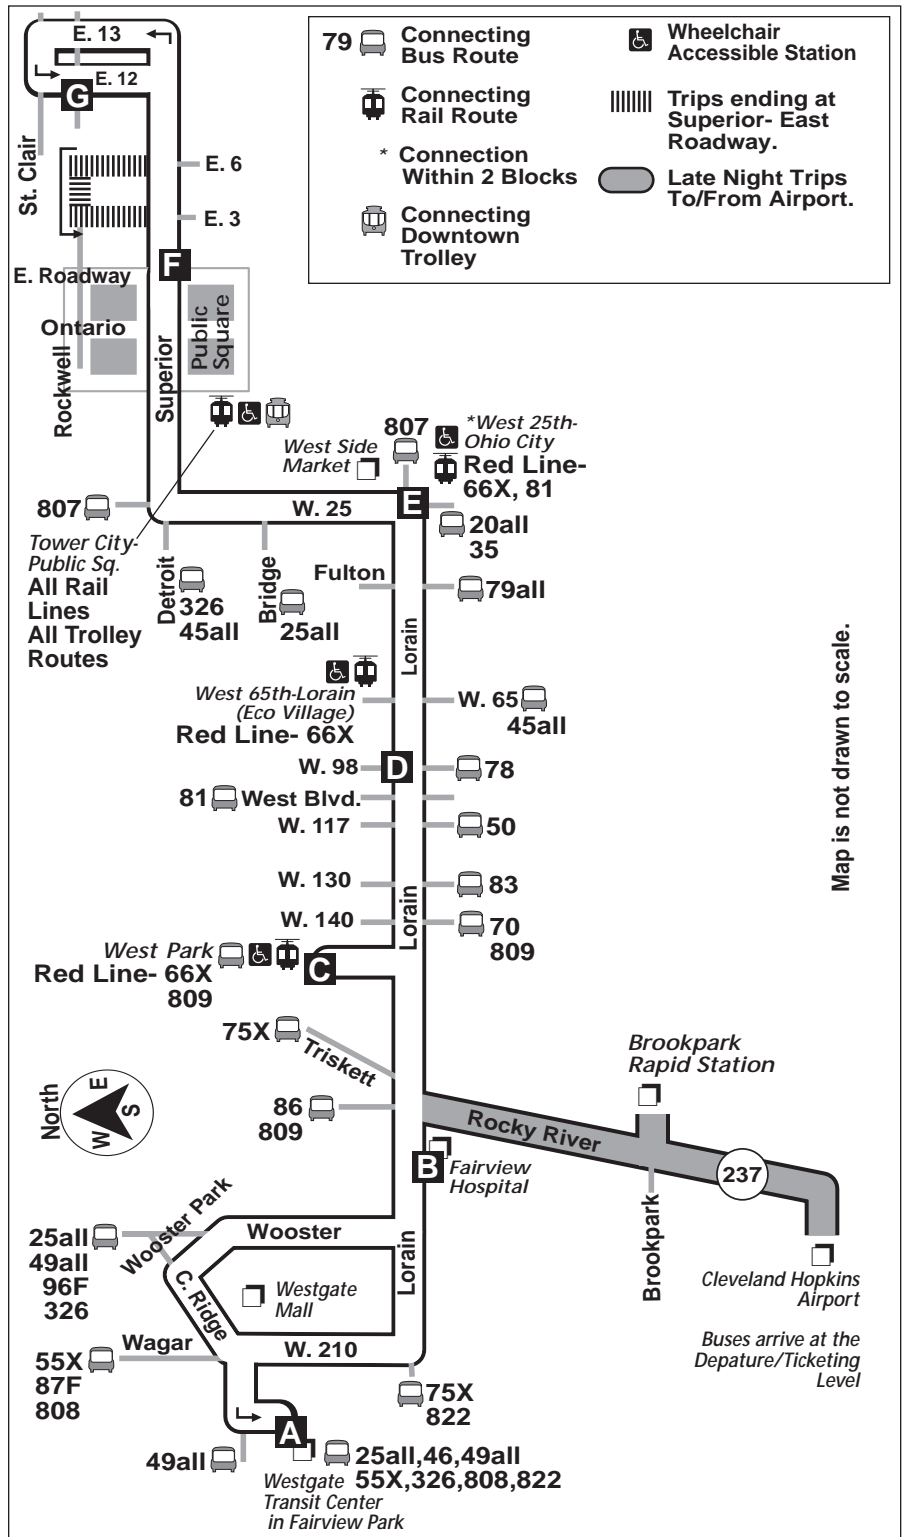 E. 13
E. 12
G
St. Clair
E. 6
E. 3
F
E. Roadway
Ontario
Rockwell
Superior
Public
Square
79
Connecting
Bus Route
Connecting
Rail Route
* Connection
Within 2 Blocks
Connecting
Downtown
Trolley
Wheelchair
Accessible Station
Trips ending at
Superior- East
Roadway.
Late Night Trips
To/From Airport.
807
West Side
Market
*West 25th-
Ohio City
Red Line-
66X, 81
E
W. 25
20all
35
807
Tower City-
Public Sq.
All Rail
Lines
All Trolley
Routes
Detroit
326
45all
Bridge
25all
Fulton
79all
Lorain
West 65th-Lorain
(Eco Village)
Red Line- 66X
W. 65
45all
W. 98
D
78
81
West Blvd.
W. 117
50
W. 130
83
Lorain
W. 140
70
809
West Park
Red Line- 66X
809
C
Map is not drawn to scale.
75X
Triskett
86
809
North
E
S
W
Rocky River
Brookpark
Rapid Station
237
Brookpark
Cleveland Hopkins
Airport
Buses arrive at the
Depature/Ticketing
Level
B
Fairview
Hospital
Wooster Park
Wooster
25all
49all
96F
326
C. Ridge
Westgate
Mall
Lorain
Wagar
W. 210
55X
87F
808
75X
822
A
49all
25all,46,49all
55X,326,808,822
Westgate
Transit Center
in Fairview Park